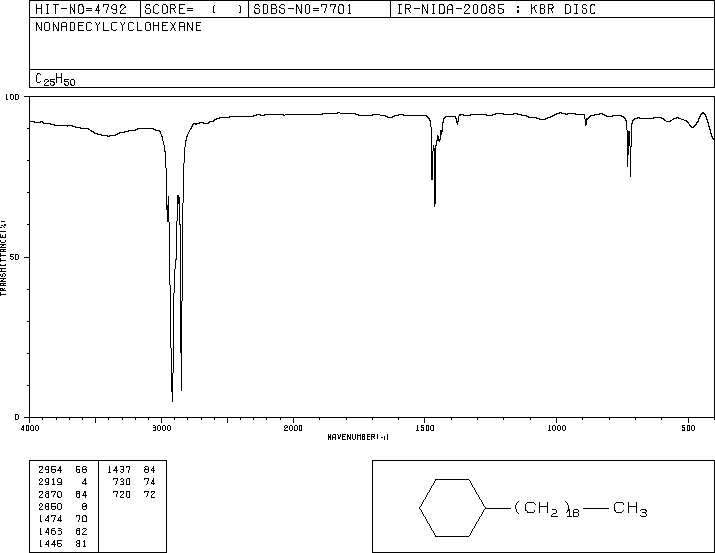 HIT-NO=4792 SCORE= ( ) SDBS-NO=7701 IR-NIDA-20085 : KBR DISC
NONADECYLCYCLOHEXANE
C25H50
100
50
0
TRANSMITTANCE(%)
4000 3000 2000 1500 1000 500
WAVENUMBER(-1)
2954 66 1437 84
2919 4 730 74
2870 64 720 72
2850 8
1474 70
1463 62
1446 81
(CH2)18 CH3